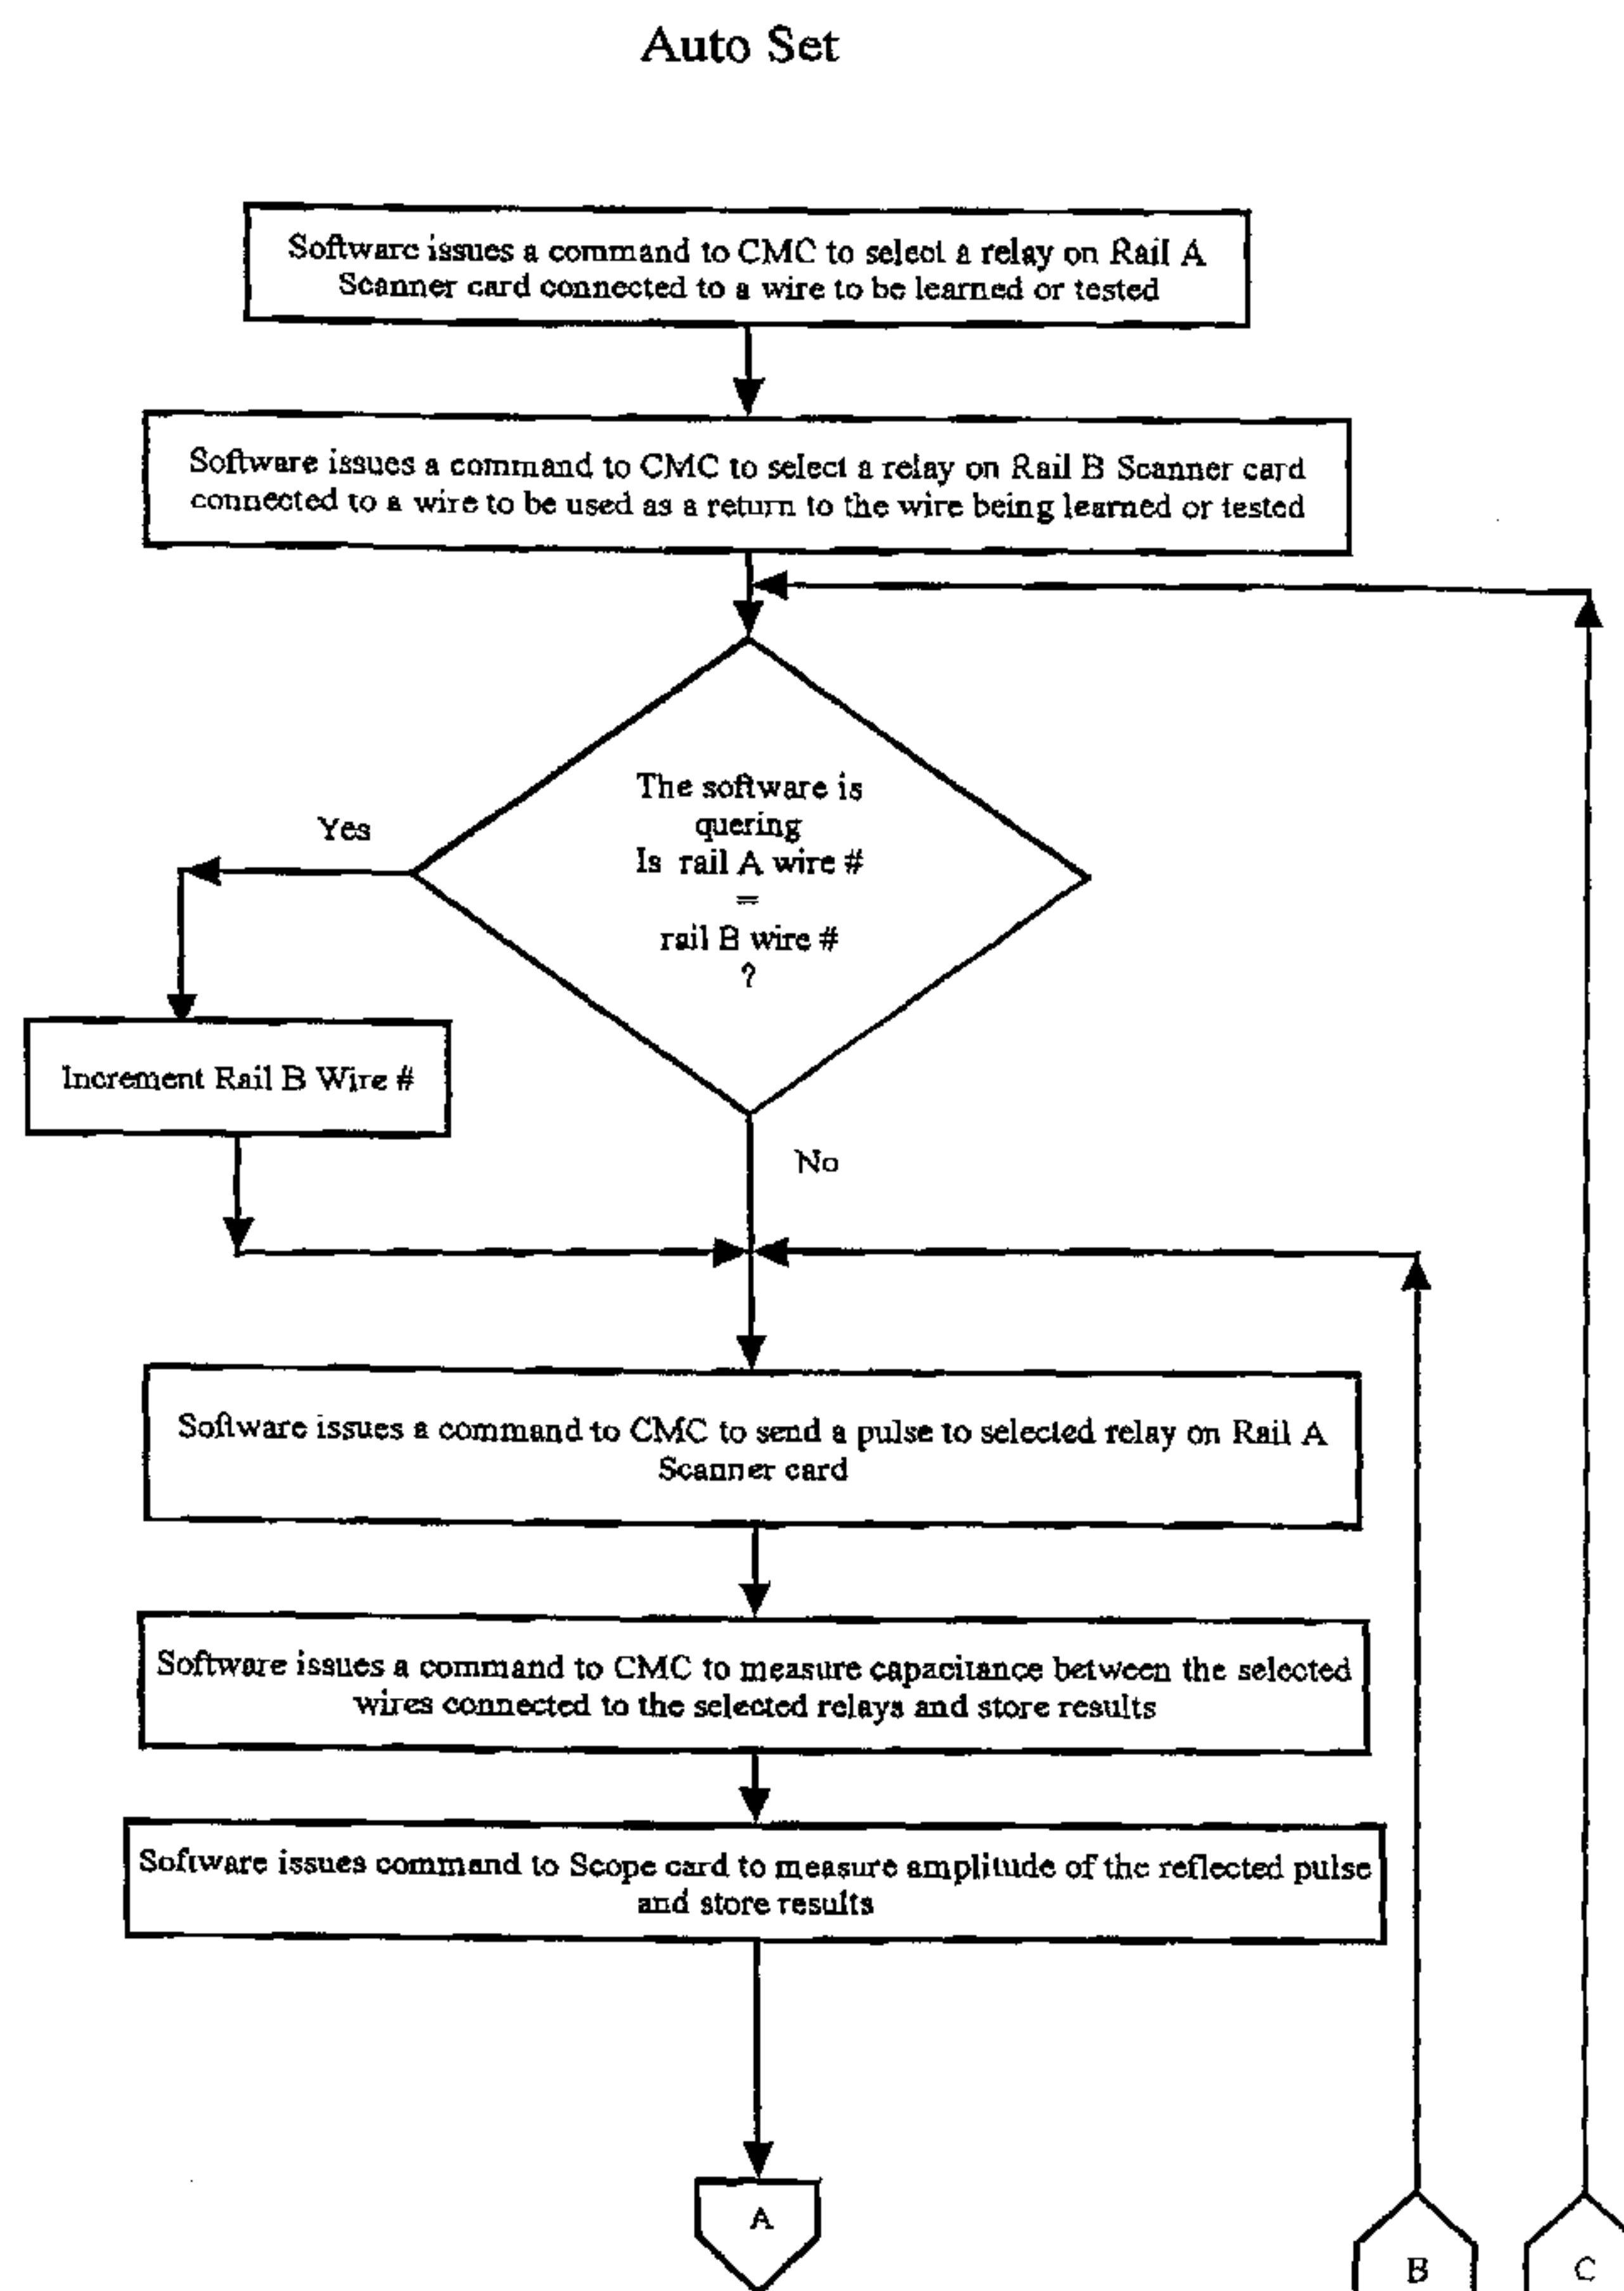 Auto Set
Software issues a command to CMC to select a relay on Rail A
Scanner card connected to a wire to be learned or tested
Software issues a command to CMC to select a relay on Rail B Scanner card
connected to a wire to be used as a return to the wire being learned or tested
The software is
quering
Is rail A wire #
=
rail B wire #
?
Yes
Increment Rail B Wire #
No
Software issues a command to CMC to send a pulse to selected relay on Rail A
Scanner card
Software issues a command to CMC to measure capacitance between the selected
wires connected to the selected relays and store results
Software issues command to Scope card to measure amplitude of the reflected pulse
and store results
A
B
C